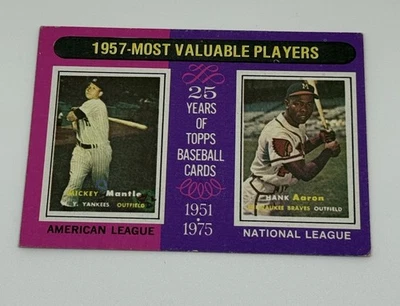 1957-MOST VALUABLE PLAYERS
MICKEY Mantle
N. Y. YANKEES OUTFIELD
AMERICAN LEAGUE
25
YEARS
OF
TOPPS
BASEBALL
CARDS
1951
1975
HANK Aaron
MILWAUKEE BRAVES OUTFIELD
NATIONAL LEAGUE